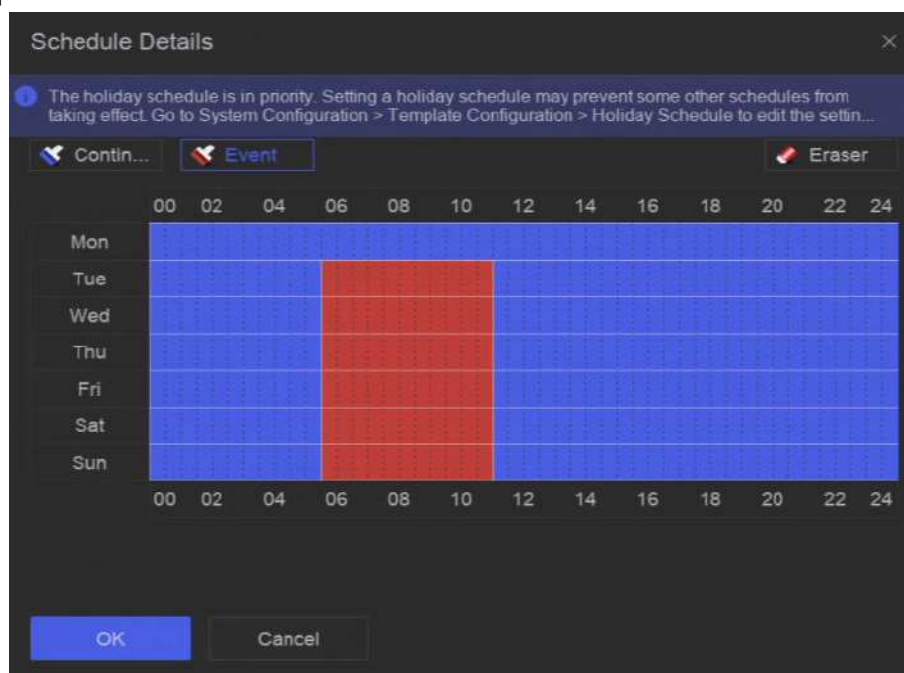 Schedule Details
The holiday schedule is in priority. Setting a holiday schedule may prevent some other schedules from
taking effect. Go to System Configuration > Template Configuration > Holiday Schedule to edit the settin...
Contin... Event Eraser
00 02 04 06 08 10 12 14 16 18 20 22 24
Mon
Tue
Wed
Thu
Fri
Sat
Sun
00 02 04 06 08 10 12 14 16 18 20 22 24
OK Cancel